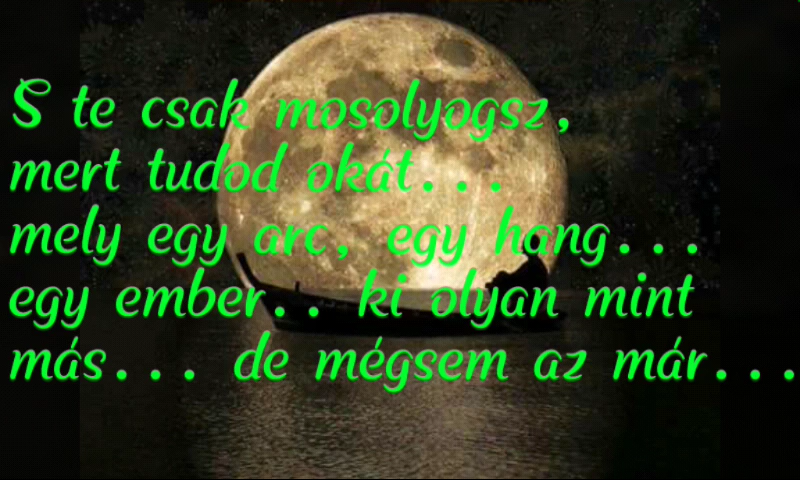 S te csak mosolyogsz,
mert tudod okát...
mely egy arc, egy hang...
egy ember.. ki olyan mint
más... de mégsem az már...